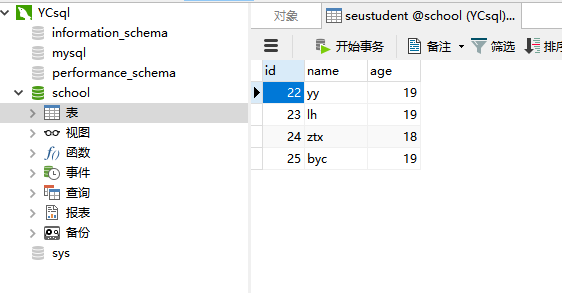 YCsql
information_schema
mysql
performance_schema
school
表
视图
f() 函数
事件
查询
报表
备份
sys
对象 seustudent @school (YCsql)...
开始事务 备注 筛选 排序
id name age
22 yy 19
23 lh 19
24 ztx 18
25 byc 19